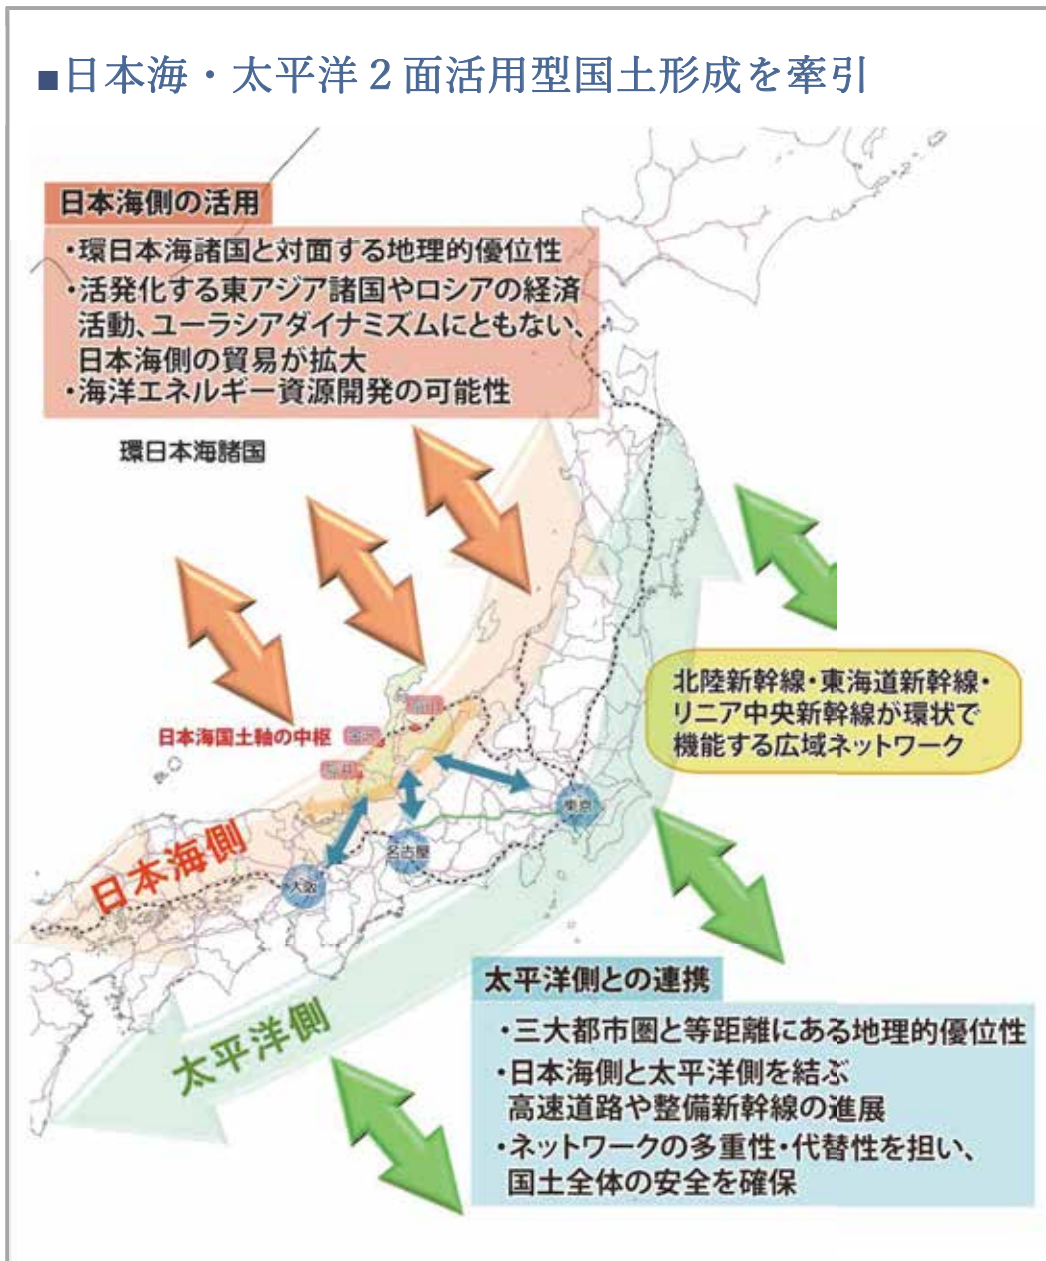 ■日本海・太平洋２面活用型国土形成を牽引
日本海側の活用
・環日本海諸国と対面する地理的優位性
・活発化する東アジア諸国やロシアの経済
活動、ユーラシアダイナミズムにともない、
日本海側の貿易が拡大
・海洋エネルギー資源開発の可能性
環日本海諸国
北陸新幹線・東海道新幹線・
リニア中央新幹線が環状で
機能する広域ネットワーク
日本海国土軸の中枢
東京
名古屋
大阪
日本海側
太平洋側
太平洋側との連携
・三大都市圏と等距離にある地理的優位性
・日本海側と太平洋側を結ぶ
高速道路や整備新幹線の進展
・ネットワークの多重性・代替性を担い、
国土全体の安全を確保